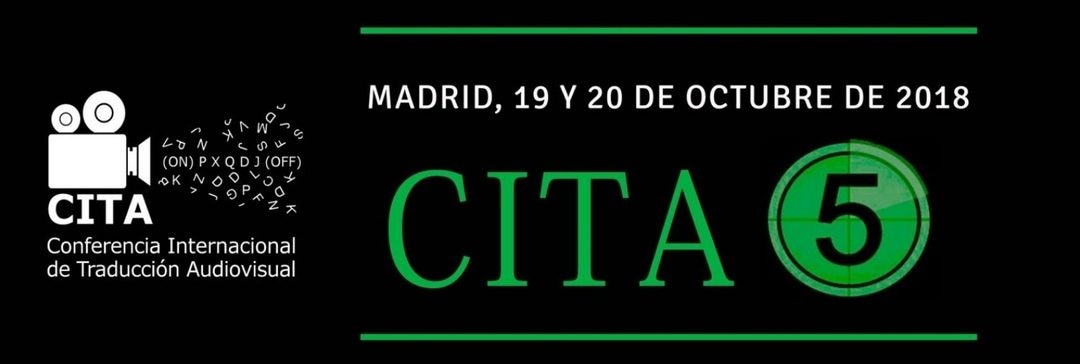 (ON) P X Q D J (OFF)
CITA
Conferencia Internacional
de Traducción Audiovisual
MADRID, 19 Y 20 DE OCTUBRE DE 2018
CITA 5